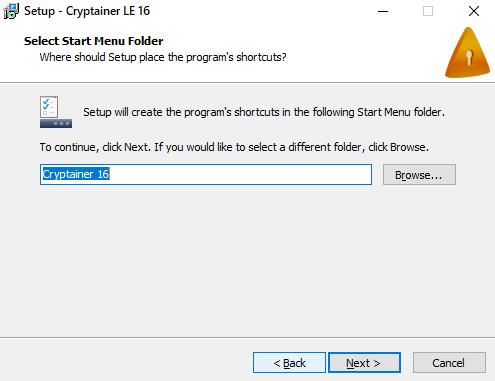 Setup - Cryptainer LE 16
Select Start Menu Folder
Where should Setup place the program's shortcuts?
Setup will create the program's shortcuts in the following Start Menu folder.
To continue, click Next. If you would like to select a different folder, click Browse.
Cryptainer 16
Browse...
< Back
Next >
Cancel